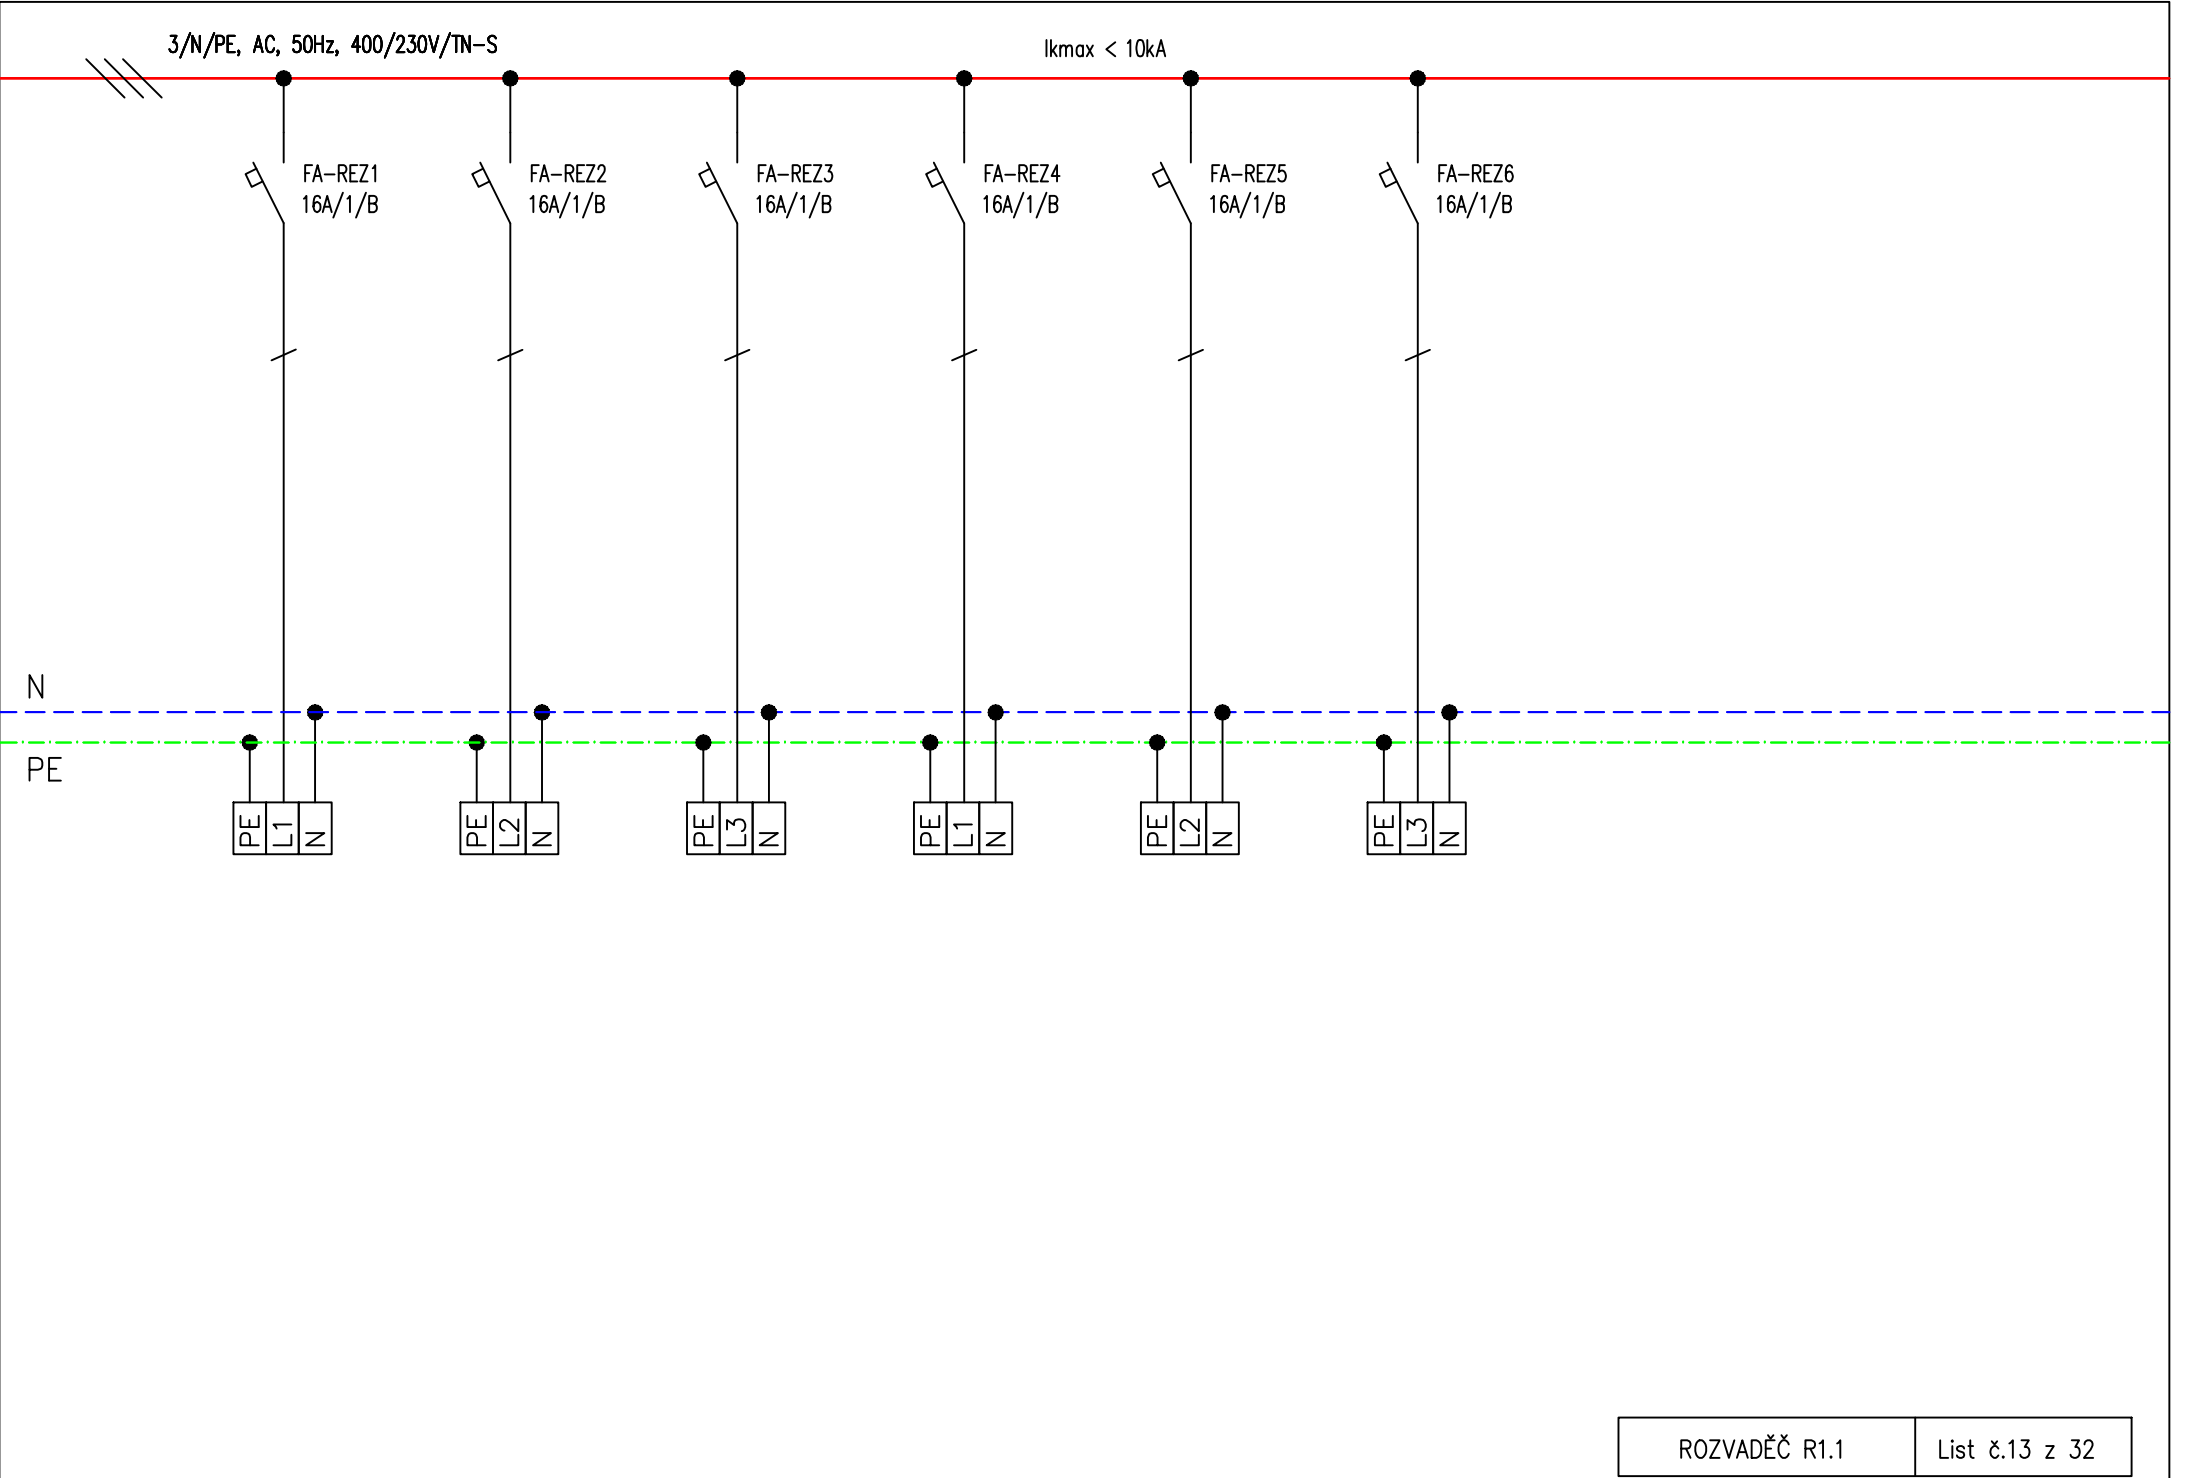 3/N/PE, AC, 50Hz, 400/230V/TN-S
Ikmax < 10kA
FA-REZ1
16A/1/B
FA-REZ2
16A/1/B
FA-REZ3
16A/1/B
FA-REZ4
16A/1/B
FA-REZ5
16A/1/B
FA-REZ6
16A/1/B
N
PE
PE L1 N
PE L2 N
PE L3 N
PE L1 N
PE L2 N
PE L3 N
ROZVADĚČ R1.1
List č.13 z 32